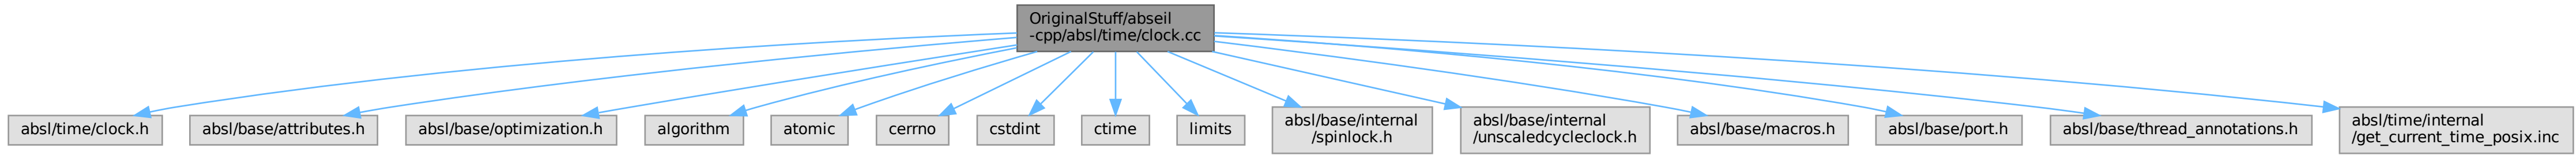 OriginalStuff/abseil
-cpp/absl/time/clock.cc
absl/time/clock.h
absl/base/attributes.h
absl/base/optimization.h
algorithm
atomic
cerrno
cstdint
ctime
limits
absl/base/internal
/spinlock.h
absl/base/internal
/unscaledcycleclock.h
absl/base/macros.h
absl/base/port.h
absl/base/thread_annotations.h
absl/time/internal
/get_current_time_posix.inc